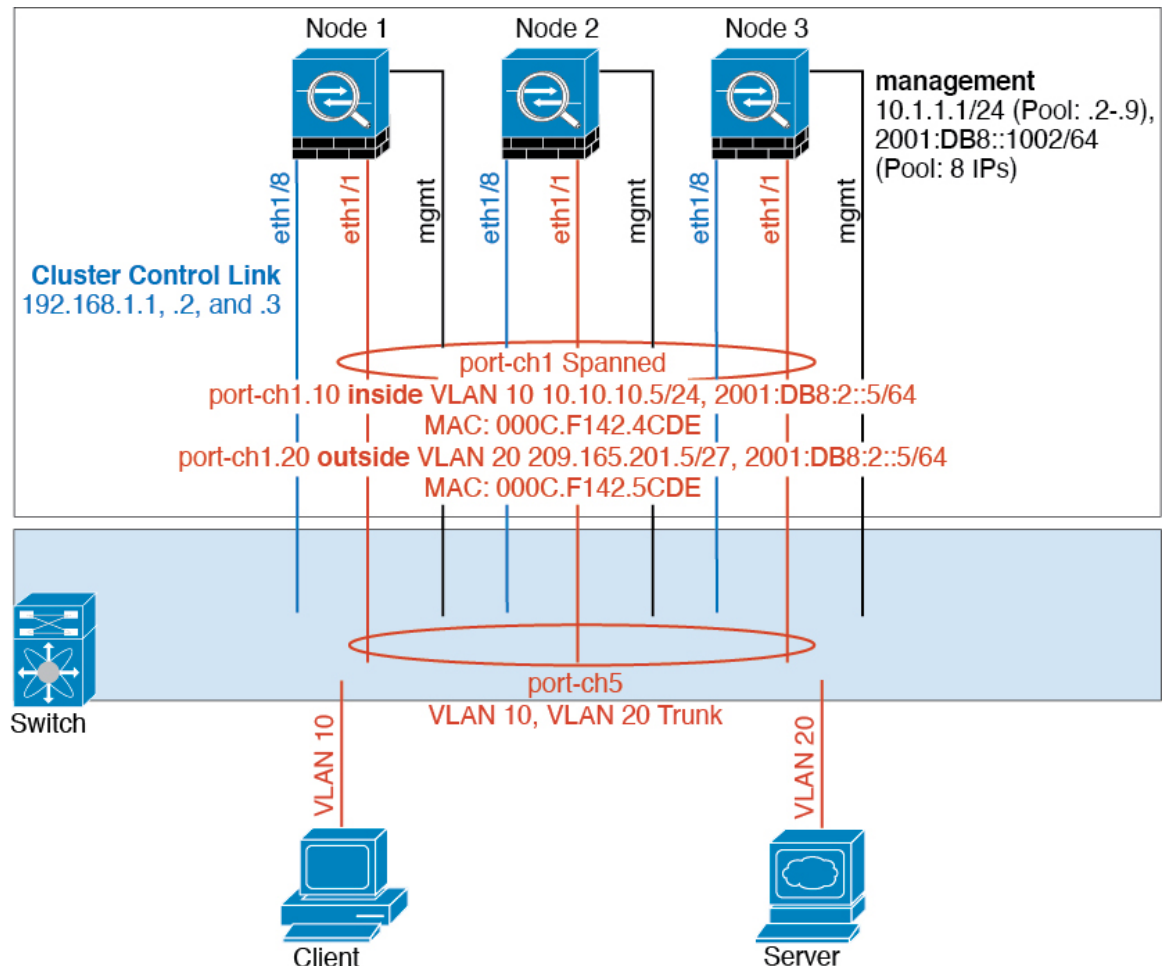 Node 1
Node 2
Node 3
management
10.1.1.1/24 (Pool: .2-.9),
2001:DB8::1002/64
(Pool: 8 IPs)
eth1/8
eth1/1
mgmt
eth1/8
eth1/1
mgmt
eth1/8
eth1/1
mgmt
Cluster Control Link
192.168.1.1, .2, and .3
port-ch1 Spanned
port-ch1.10 inside VLAN 10 10.10.10.5/24, 2001:DB8:2::5/64
MAC: 000C.F142.4CDE
port-ch1.20 outside VLAN 20 209.165.201.5/27, 2001:DB8:2::5/64
MAC: 000C.F142.5CDE
Switch
port-ch5
VLAN 10, VLAN 20 Trunk
VLAN 10
VLAN 20
Client
Server